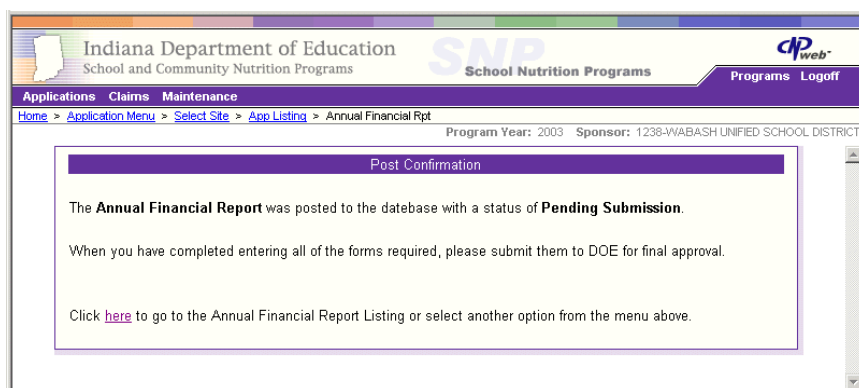 Indiana Department of Education
School and Community Nutrition Programs
SNP
School Nutrition Programs
CNPweb
Programs Logoff
Applications Claims Maintenance
Home > Application Menu > Select Site > App Listing > Annual Financial Rpt
Program Year: 2003 Sponsor: 1238-WABASH UNIFIED SCHOOL DISTRICT
Post Confirmation
The Annual Financial Report was posted to the datebase with a status of Pending Submission.
When you have completed entering all of the forms required, please submit them to DOE for final approval.
Click here to go to the Annual Financial Report Listing or select another option from the menu above.